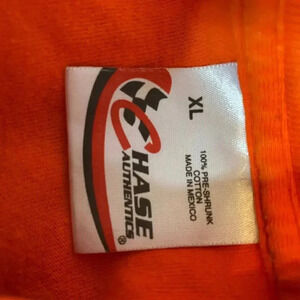 CHASE
AUTHENTICS®
XL
100% PRE-SHRUNK
COTTON
MADE IN MEXICO